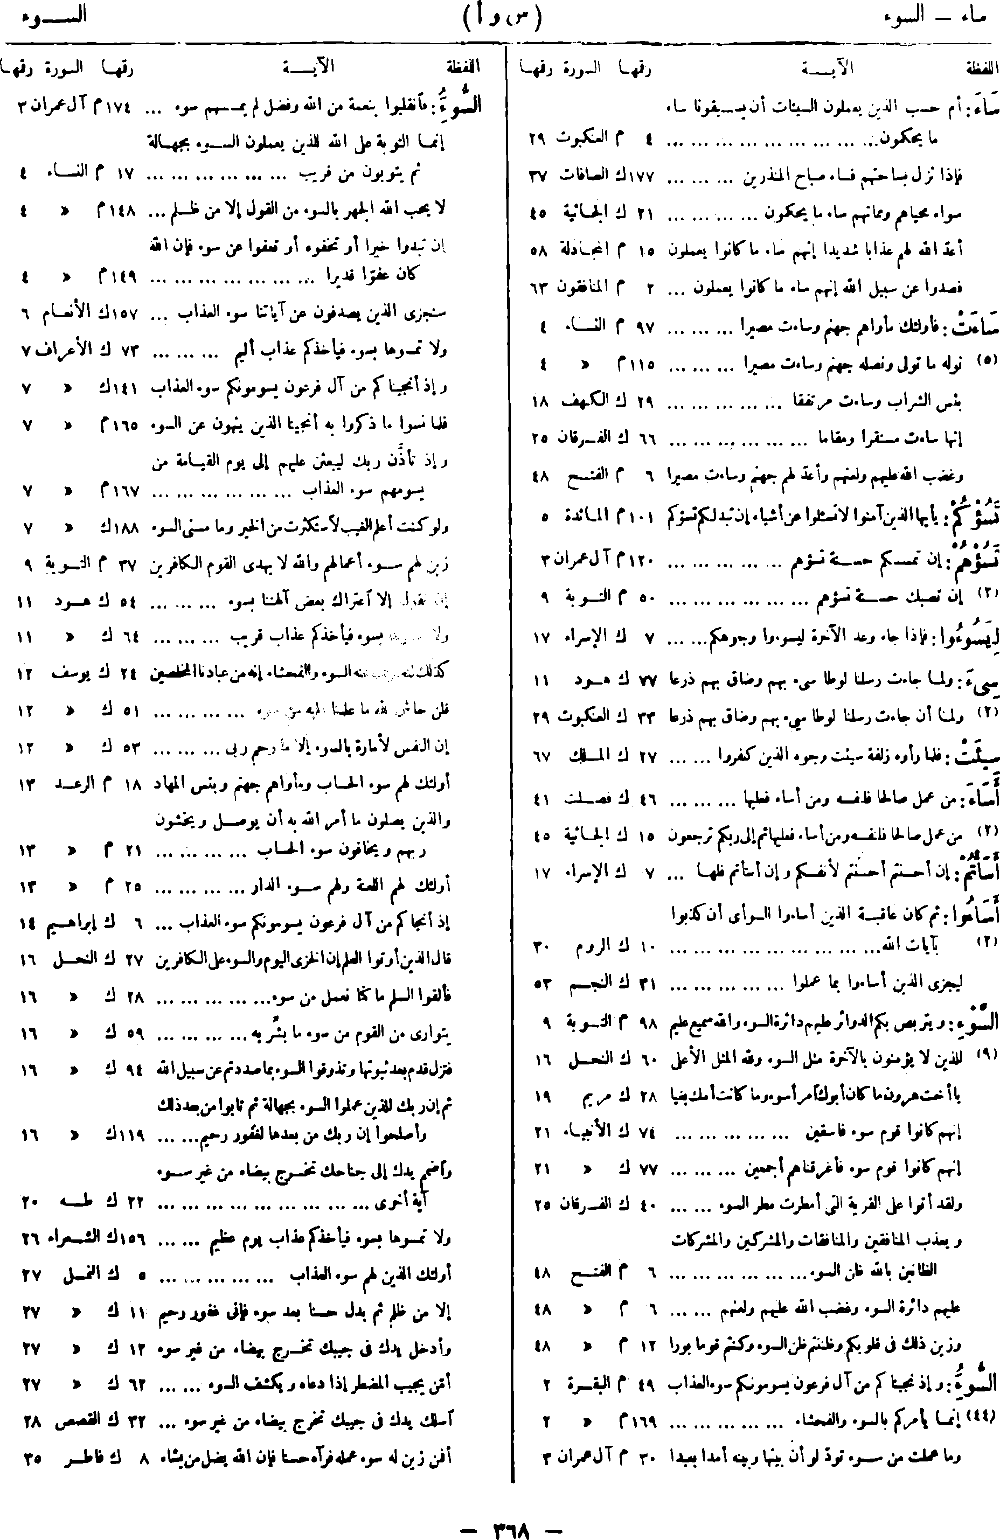 ساء – السوء
(س و أ)
الســـوء
اللفظة الآيـــة رقمها السورة رقمها
سَاءَ: أم حسب الذين يعملون السيئات أن يسبقونا ساء
ما يحكمون... ... ... ... ... ... ... ... ٤ م العنكبوت ٢٩
فإذا نزل بساحتهم فساء صباح المنذرين ... ... ... ١٧٧ ك الصافات ٣٧
سواء محياهم ومماتهم ساء ما يحكمون ... ... ... ... ٢١ ك الجاثية ٤٥
أعد الله لهم عذابا شديدا إنهم ساء ما كانوا يعملون ١٥ م المجادلة ٥٨
فصدوا عن سبيل الله إنهم ساء ما كانوا يعملون ... ٢ م المنافقون ٦٣
سَاءَتْ: فأولئك مأواهم جهنم وساءت مصيرا ... ... ... ٩٧ م النساء ٤
(٥) نوله ما تولى ونصله جهنم وساءت مصيرا ... ... ... ١١٥ م « ٤
بئس الشراب وساءت مرتفقا ... ... ... ... ... ٢٩ ك الكهف ١٨
إنها ساءت مستقرا ومقاما ... ... ... ... ... ... ٦٦ ك الفرقان ٢٥
وغضب الله عليهم ولعنهم وأعد لهم جهنم وساءت مصيرا ٦ م الفتح ٤٨
تَسُؤْكُمْ: يأيها الذين آمنوا لا تسئلوا عن أشياء إن تبد لكم تسؤكم ١٠١ م المائدة ٥
تَسُؤْهُمْ: إن تمسسكم حسنة تسؤهم ... ... ... ... ... ١٢٠ م آل عمران ٣
(٢) إن تصبك حسنة تسؤهم ... ... ... ... ... ... ٥٠ م التوبة ٩
لِيَسُوءُوا: فإذا جاء وعد الآخرة ليسوءوا وجوهكم... ... ٧ ك الإسراء ١٧
سِيءَ: ولما جاءت رسلنا لوطا سيء بهم وضاق بهم ذرعا ٧٧ ك هـود ١١
(٢) ولما أن جاءت رسلنا لوطا سيء بهم وضاق بهم ذرعا ٣٣ ك العنكبوت ٢٩
سِيئَتْ: فلما رأوه زلفة سيئت وجوه الذين كفروا ... ... ٢٧ ك الملك ٦٧
أَسَاءَ: من عمل صالحا فلنفسه ومن أساء فعليها ... ... ... ٤٦ ك فصلت ٤١
(٢) من عمل صالحا فلنفسه ومن أساء فعليها ثم إلى ربكم ترجعون ١٥ ك الجاثية ٤٥
أَسَأْتُمْ: إن أحسنتم أحسنتم لأنفسكم وإن أسأتم فلها ... ٧ ك الإسراء ١٧
أَسَاءُوا: ثم كان عاقبة الذين أساءوا السوأى أن كذبوا
(٢) بآيات الله... ... ... ... ... ... ... ... ١٠ ك الروم ٣٠
ليجزى الذين أساءوا بما عملوا ... ... ... ... ... ٣١ ك النجم ٥٣
السَّوْءِ: ويتربص بكم الدوائر عليهم دائرة السوء والله سميع عليم ٩٨ م التوبة ٩
(٩) للذين لا يؤمنون بالآخرة مثل السوء ولله المثل الأعلى ٦٠ ك النحل ١٦
يا أخت هرون ما كان أبوك امرأ سوء وما كانت أمك بغيا ٢٨ ك مريم ١٩
إنهم كانوا قوم سوء فاسقين ... ... ... ... ... ٧٤ ك الأنبياء ٢١
إنهم كانوا قوم سوء فأغرقناهم أجمعين ... ... ... ٧٧ ك « ٢١
ولقد أتوا على القرية التى أمطرت مطر السوء ... ... ٤٠ ك الفرقان ٢٥
ويعذب المنافقين والمنافقات والمشركين والمشركات
الظانين بالله ظن السوء... ... ... ... ... ... ٦ م الفتح ٤٨
عليهم دائرة السوء وغضب الله عليهم ولعنهم ... ... ٦ م « ٤٨
وزين ذلك فى قلوبكم وظننتم ظن السوء وكنتم قوما بورا ١٢ م « ٤٨
السُّوءُ: وإذ نجيناكم من آل فرعون يسومونكم سوء العذاب ٤٩ م البقرة ٢
(٤٤) إنما يأمركم بالسوء والفحشاء ... ... ... ... ... ١٦٩ م « ٢
وما عملت من سوء تود لو أن بينها وبينه أمدا بعيدا ٣٠ م آل عمران ٣
اللفظة الآيـــة رقمها السورة رقمها
السُّوءُ: فانقلبوا بنعمة من الله وفضل لم يمسسهم سوء ... ١٧٤ م آل عمران ٣
إنما التوبة على الله للذين يعملون السوء بجهالة
ثم يتوبون من قريب ... ... ... ... ... ... ١٧ م النساء ٤
لا يحب الله الجهر بالسوء من القول إلا من ظلم ... ١٤٨ م « ٤
إن تبدوا خيرا أو تخفوه أو تعفوا عن سوء فإن الله
كان عفوّا قديرا ... ... ... ... ... ... ... ١٤٩ م « ٤
سنجزى الذين يصدفون عن آياتنا سوء العذاب ... ١٥٧ ك الأنعام ٦
ولا تمسوها بسوء فيأخذكم عذاب أليم ... ... ... ٧٣ ك الأعراف ٧
وإذ أنجيناكم من آل فرعون يسومونكم سوء العذاب ١٤١ ك « ٧
فلما نسوا ما ذكروا به أنجينا الذين ينهون عن السوء ١٦٥ م « ٧
وإذ تأذّن ربك ليبعثن عليهم إلى يوم القيامة من
يسومهم سوء العذاب ... ... ... ... ... ... ١٦٧ م « ٧
ولو كنت أعلم الغيب لاستكثرت من الخير وما مسنى السوء ١٨٨ ك « ٧
زين لهم سوء أعمالهم والله لا يهدى القوم الكافرين ٣٧ م التوبة ٩
إن نقول إلا اعتراك بعض آلهتنا بسوء ... ... ... ٥٤ ك هـود ١١
ولا بسوء فيأخذكم عذاب قريب ... ... ... ٦٤ ك « ١١
كذلك عنه السوء والفحشاء إنه من عبادنا المخلصين ٢٤ ك يوسف ١٢
قلن حاش لله ما علمنا عليه من سوء ... ... ... ٥١ ك « ١٢
إن النفس لأمارة بالسوء إلا ما رحم ربى ... ... ... ٥٣ ك « ١٢
أولئك لهم سوء الحساب ومأواهم جهنم وبئس المهاد ١٨ م الرعد ١٣
والذين يصلون ما أمر الله به أن يوصل ويخشون
ربهم ويخافون سوء الحساب ... ... ... ... ٢١ م « ١٣
أولئك لهم اللعنة ولهم سوء الدار ... ... ... ... ٢٥ م « ١٣
إذ أنجاكم من آل فرعون يسومونكم سوء العذاب ... ٦ ك إبراهيم ١٤
قال الذين أوتوا العلم إن الخزى اليوم والسوء على الكافرين ٢٧ ك النحل ١٦
فألقوا السلم ما كنا نعمل من سوء... ... ... ... ... ٢٨ ك « ١٦
يتوارى من القوم من سوء ما بشّر به ... ... ... ... ٥٩ ك « ١٦
فتزل قدم بعد ثبوتها وتذوقوا السوء بما صددتم عن سبيل الله ٩٤ ك « ١٦
ثم إن ربك للذين عملوا السوء بجهالة ثم تابوا من بعد ذلك
وأصلحوا إن ربك من بعدها لغفور رحيم... ... ... ١١٩ ك « ١٦
واضمم يدك إلى جناحك تخرج بيضاء من غير سوء
آية أخرى ... ... ... ... ... ... ... ... ٢٢ ك طـه ٢٠
ولا تمسوها بسوء فيأخذكم عذاب يوم عظيم ... ... ١٥٦ ك الشعراء ٢٦
أولئك الذين لهم سوء العذاب ... ... ... ... ... ٥ ك النمل ٢٧
إلا من ظلم ثم بدل حسنا بعد سوء فإنى غفور رحيم ١١ ك « ٢٧
وأدخل يدك فى جيبك تخرج بيضاء من غير سوء ١٢ ك « ٢٧
أمّن يجيب المضطر إذا دعاه ويكشف السوء ... ... ٦٢ ك « ٢٧
اسلك يدك فى جيبك تخرج بيضاء من غير سوء ... ٣٢ ك القصص ٢٨
أفمن زين له سوء عمله فرآه حسنا فإن الله يضل من يشاء ٨ ك فاطر ٣٥
– ٣٦٨ –